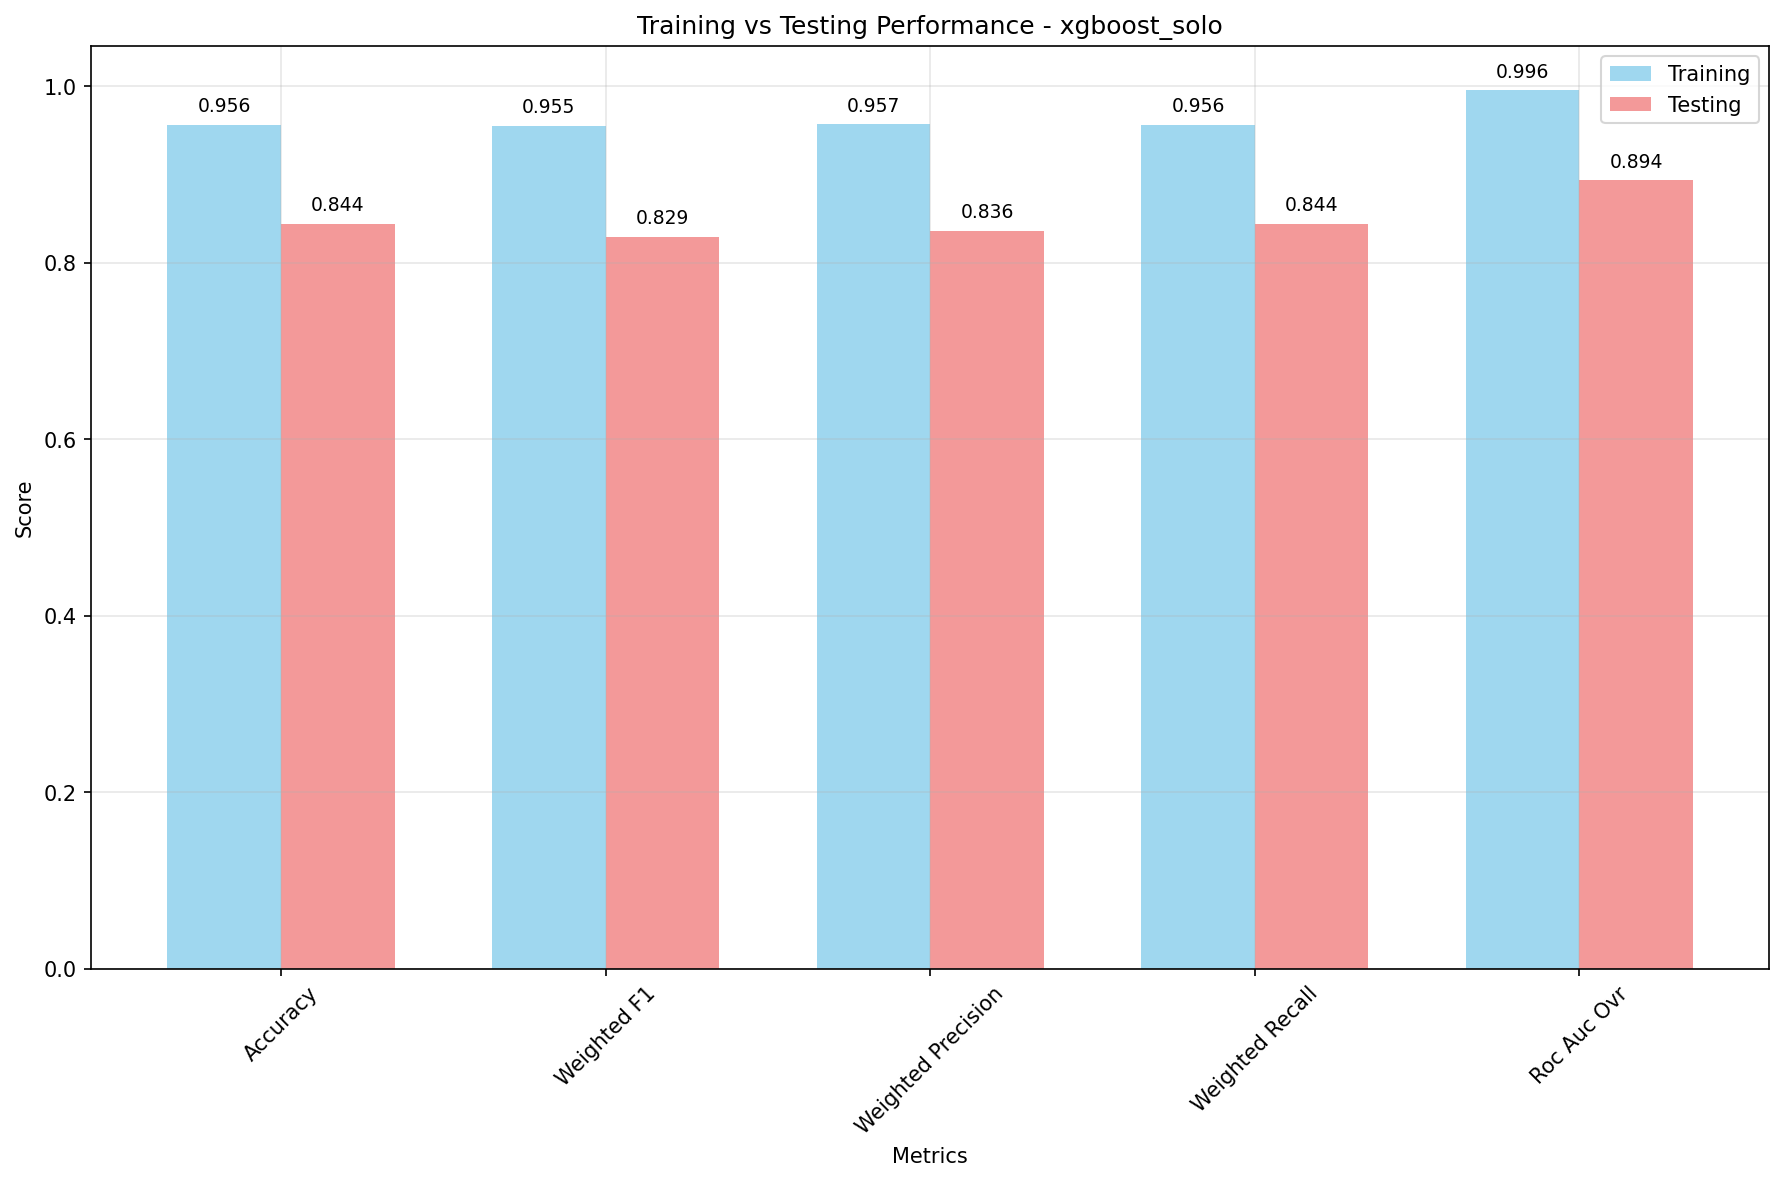 Training vs Testing Performance - xgboost_solo
Training
Testing
1.0
0.8
0.6
0.4
0.2
0.0
Score
0.956
0.844
0.955
0.829
0.957
0.836
0.956
0.844
0.996
0.894
Accuracy
Weighted F1
Weighted Precision
Weighted Recall
Roc Auc Ovr
Metrics